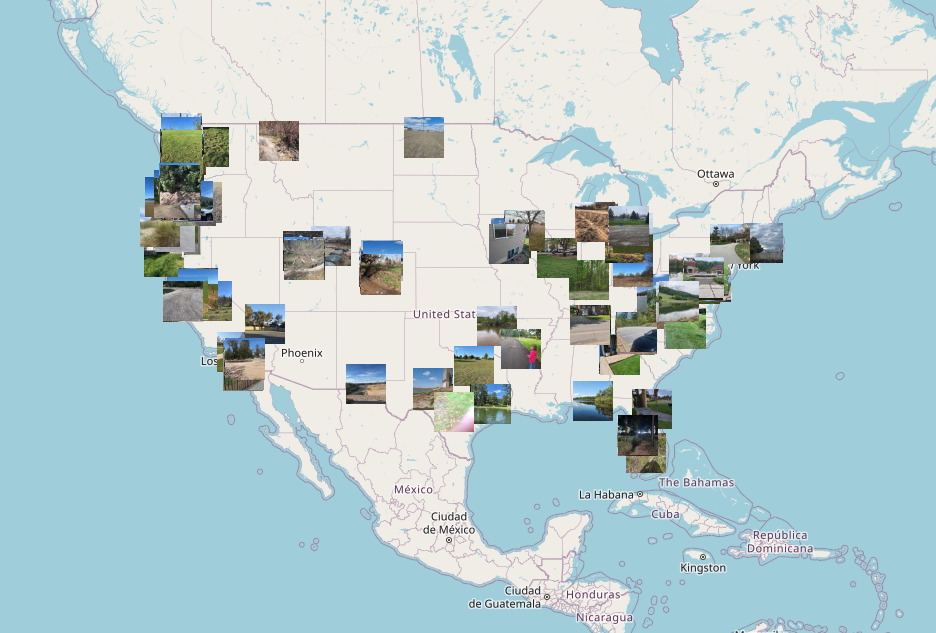 Ottawa
York
United Stat
Phoenix
Los
México
Ciudad
de México
The Bahamas
La Habana
Cuba
República
Dominicana
Kingston
Ciudad
de Guatemala
Honduras
Nicaragua